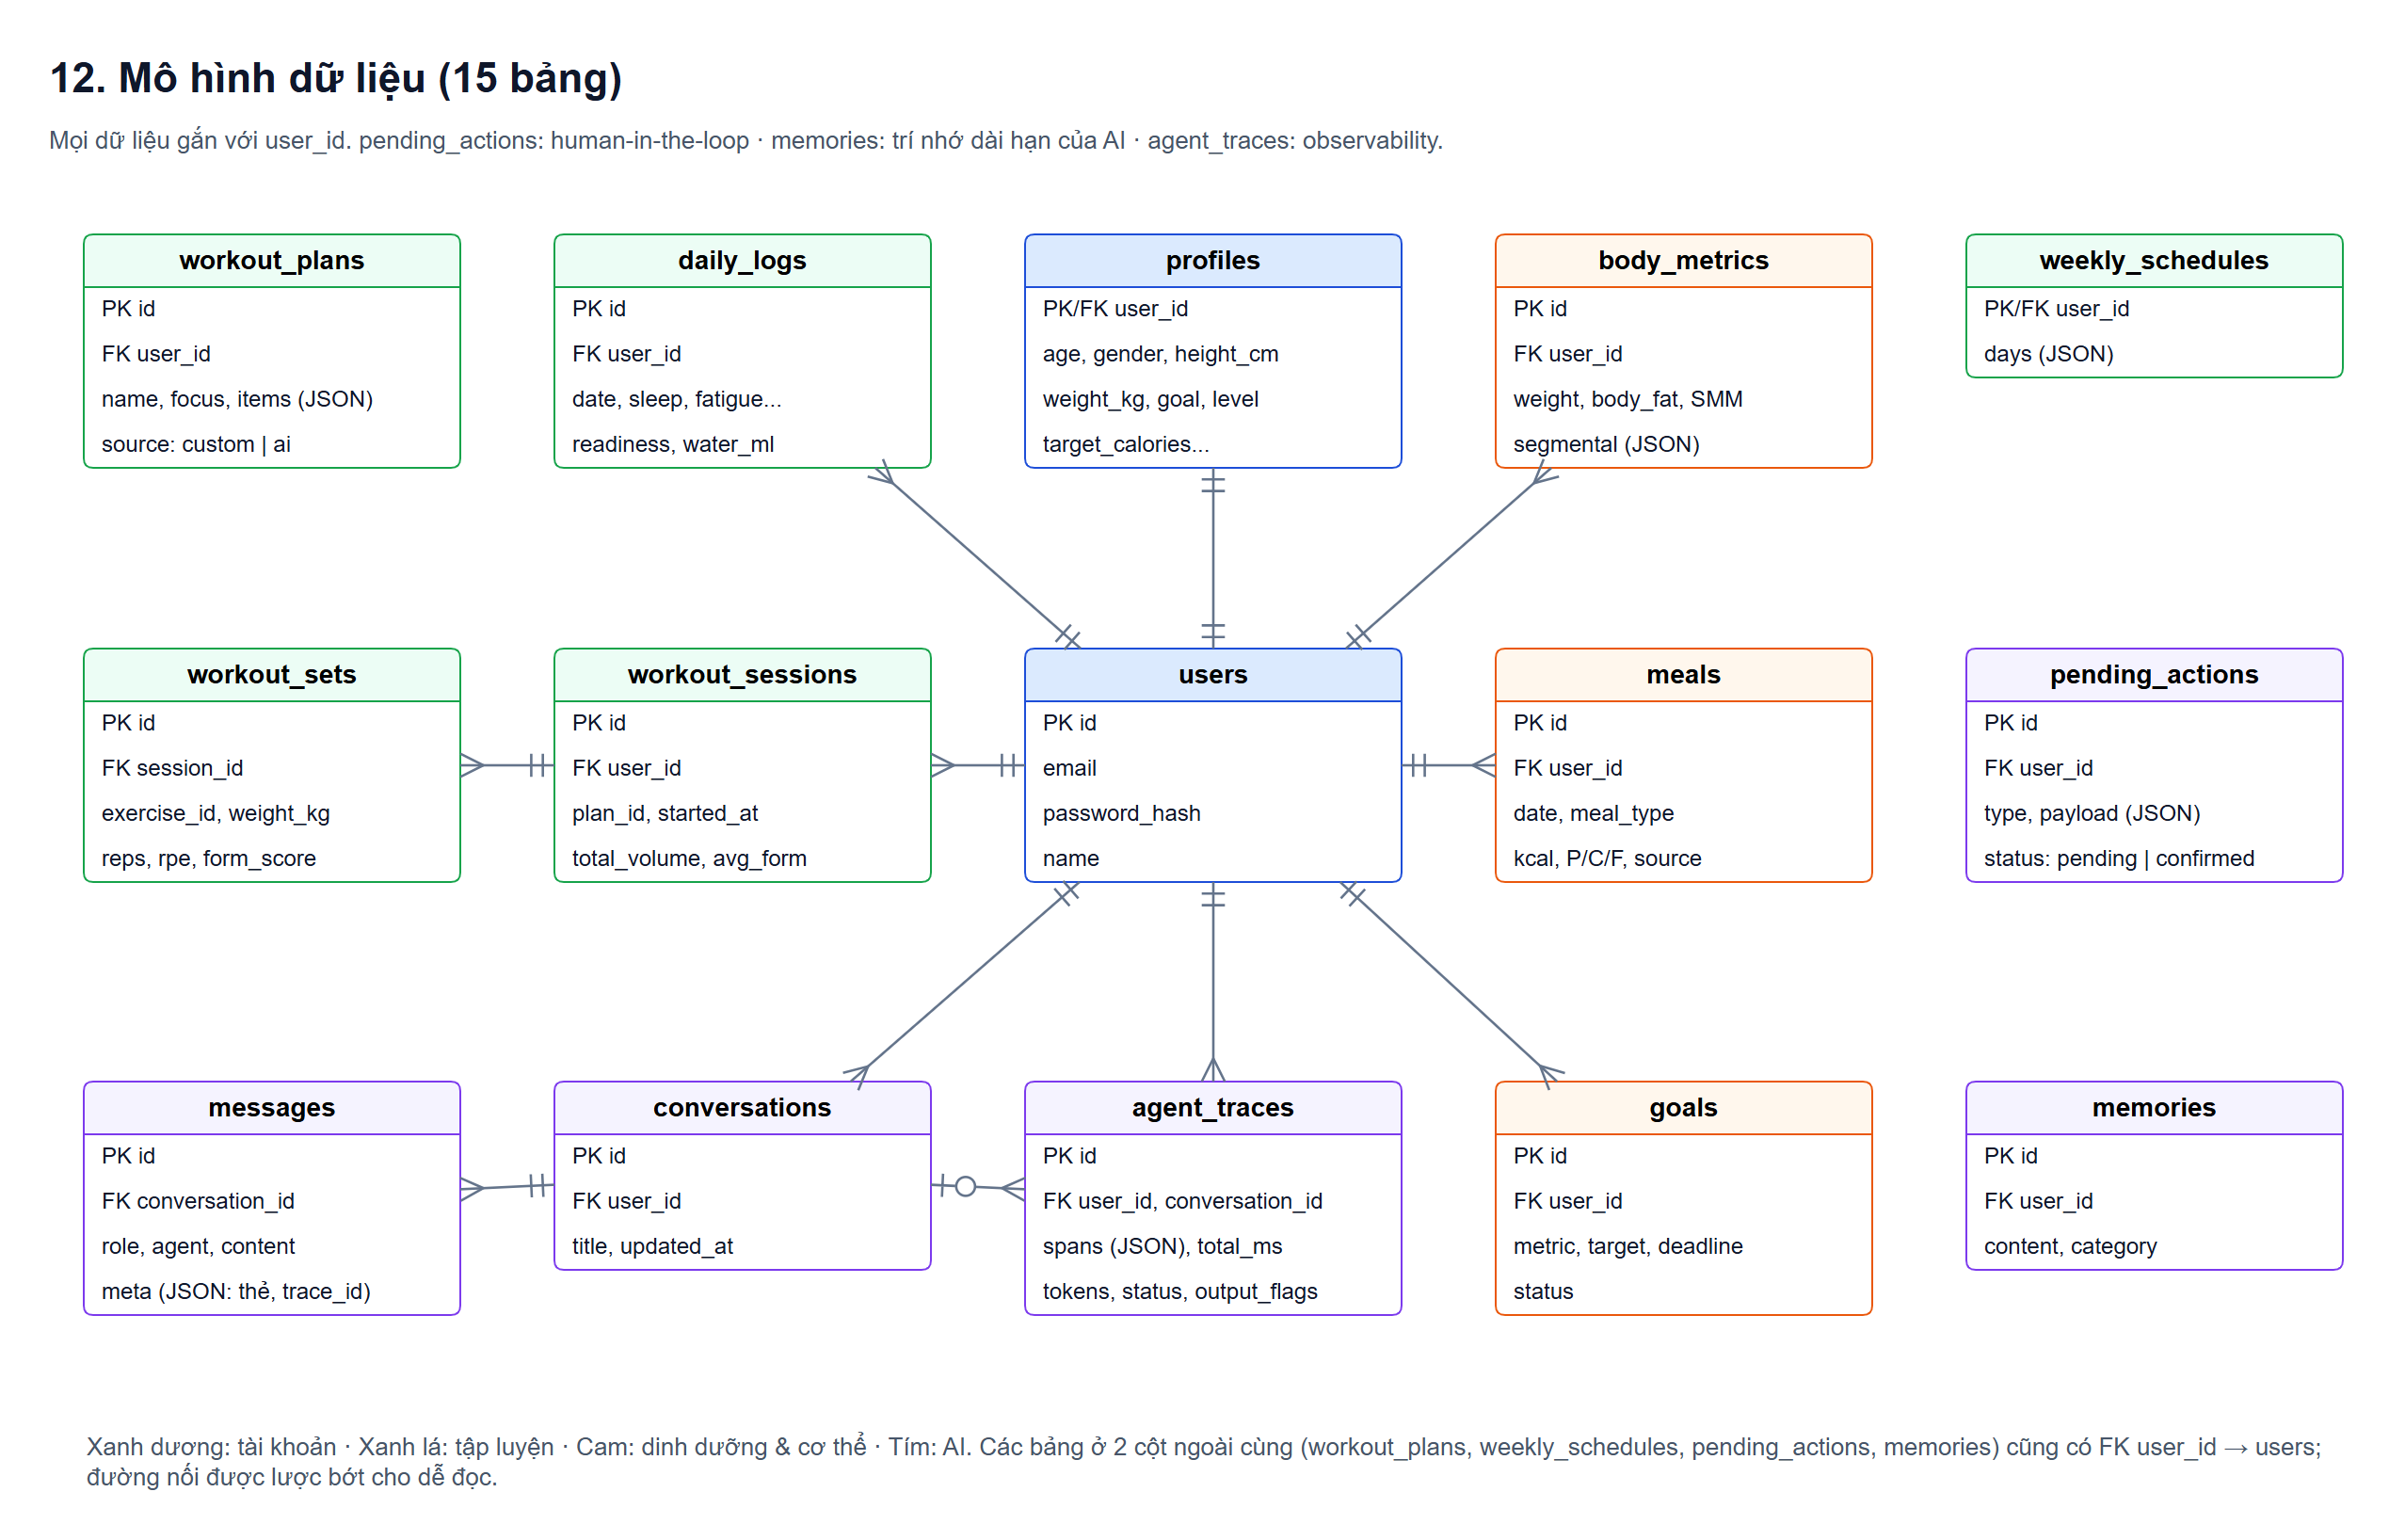 12. Mô hình dữ liệu (15 bảng)
Mọi dữ liệu gắn với user_id. pending_actions: human-in-the-loop · memories: trí nhớ dài hạn của AI · agent_traces: observability.
workout_plans
PK id
FK user_id
name, focus, items (JSON)
source: custom | ai
daily_logs
PK id
FK user_id
date, sleep, fatigue...
readiness, water_ml
profiles
PK/FK user_id
age, gender, height_cm
weight_kg, goal, level
target_calories...
body_metrics
PK id
FK user_id
weight, body_fat, SMM
segmental (JSON)
weekly_schedules
PK/FK user_id
days (JSON)
workout_sets
PK id
FK session_id
exercise_id, weight_kg
reps, rpe, form_score
workout_sessions
PK id
FK user_id
plan_id, started_at
total_volume, avg_form
users
PK id
email
password_hash
name
meals
PK id
FK user_id
date, meal_type
kcal, P/C/F, source
pending_actions
PK id
FK user_id
type, payload (JSON)
status: pending | confirmed
messages
PK id
FK conversation_id
role, agent, content
meta (JSON: thẻ, trace_id)
conversations
PK id
FK user_id
title, updated_at
agent_traces
PK id
FK user_id, conversation_id
spans (JSON), total_ms
tokens, status, output_flags
goals
PK id
FK user_id
metric, target, deadline
status
memories
PK id
FK user_id
content, category
Xanh dương: tài khoản · Xanh lá: tập luyện · Cam: dinh dưỡng & cơ thể · Tím: AI. Các bảng ở 2 cột ngoài cùng (workout_plans, weekly_schedules, pending_actions, memories) cũng có FK user_id → users;
đường nối được lược bớt cho dễ đọc.